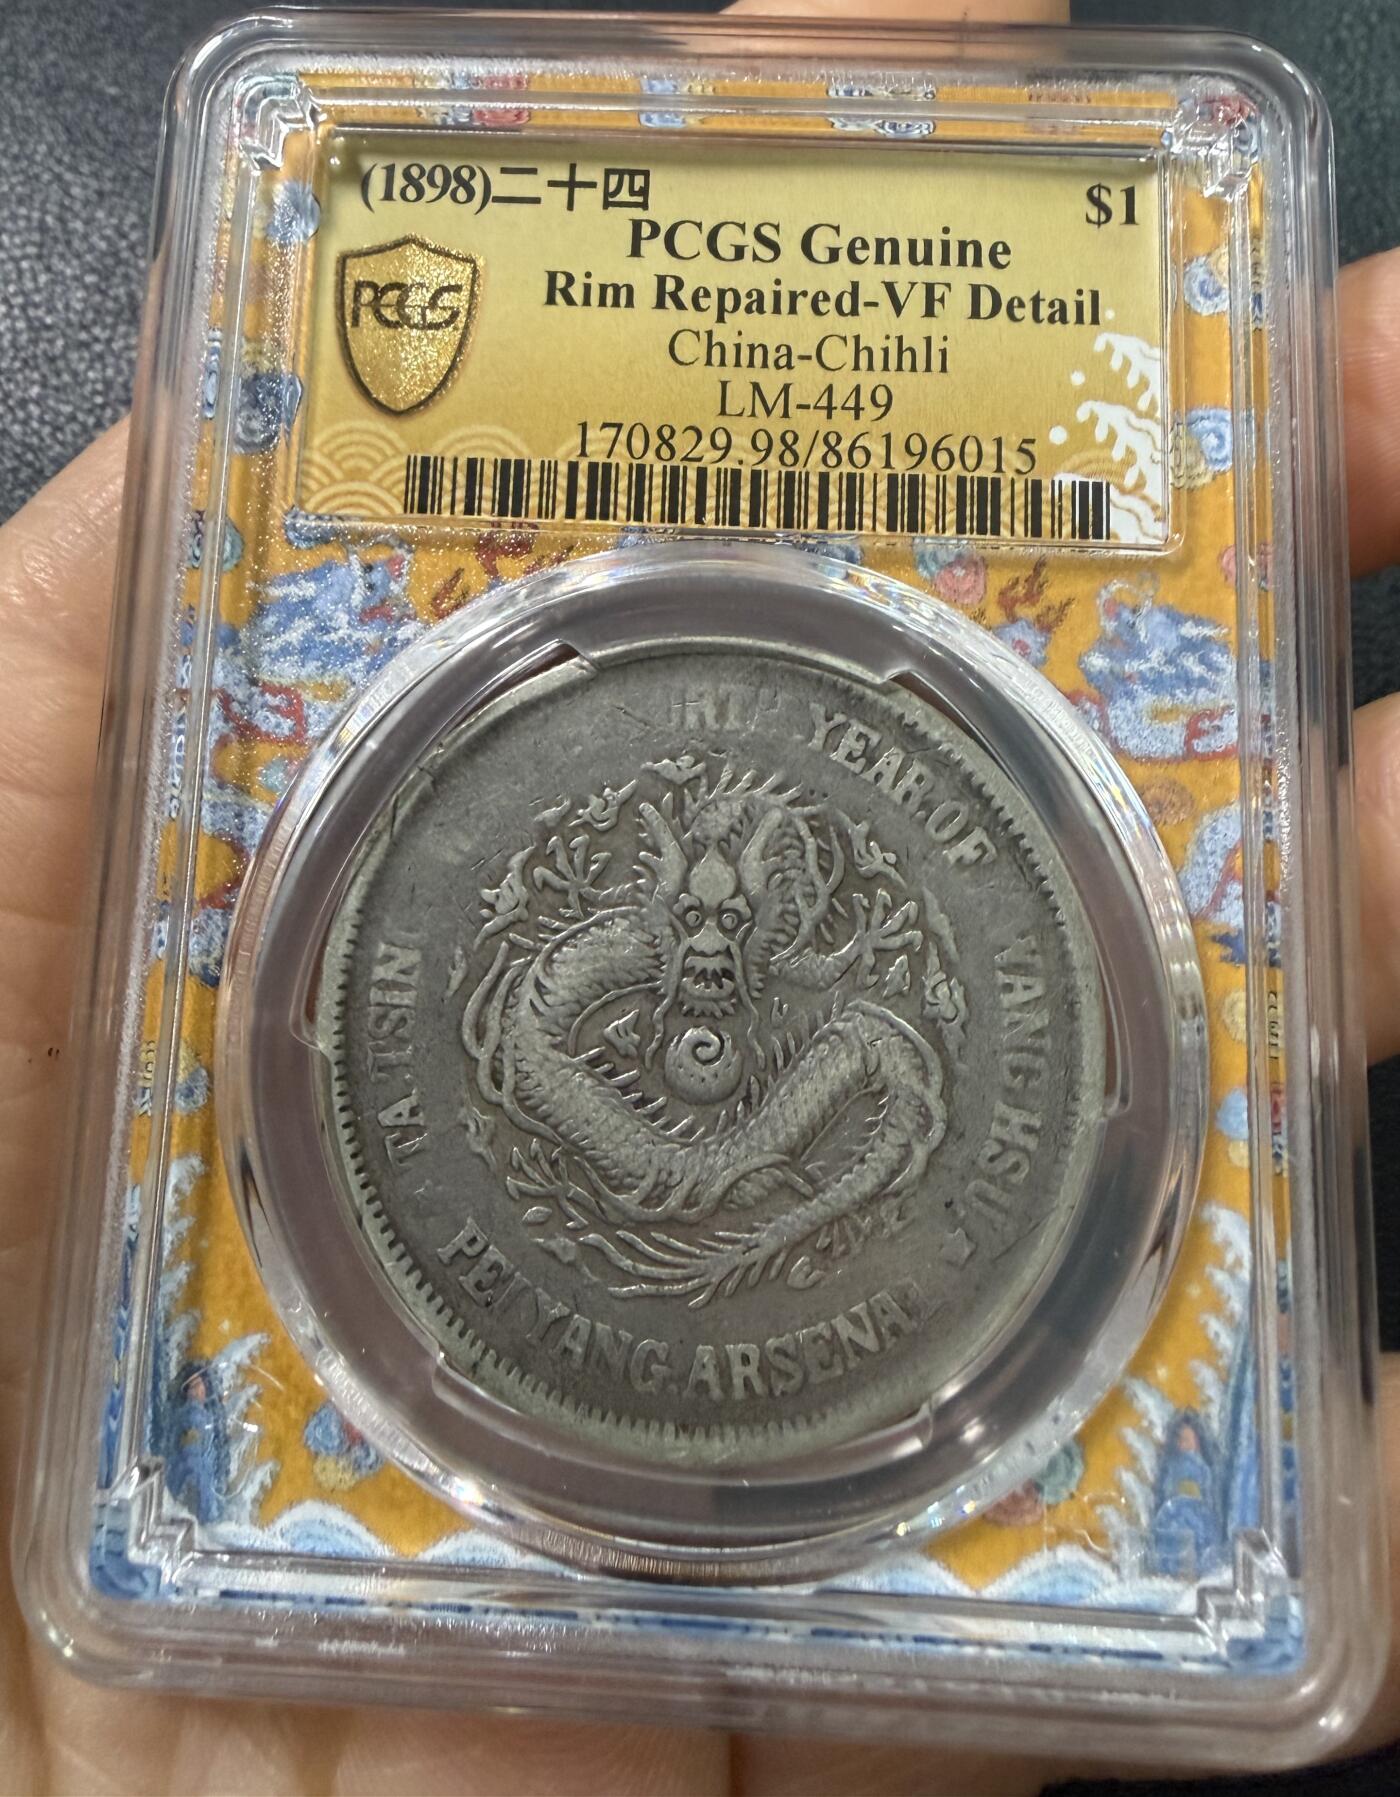 (1898)二十四 $1
PCGS Genuine
PCGS
Rim Repaired-VF Detail
China-Chihli
LM-449
170829.98/86196015
YEAR.OF
YANG HSU
TA.TSIN
PEI YANG.ARSENAL